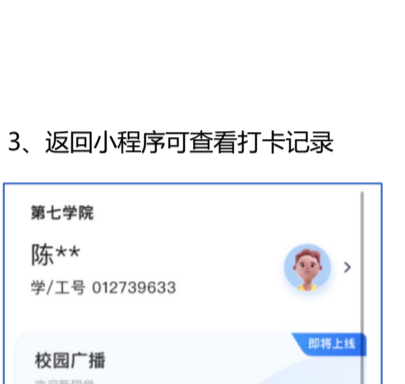 3、返回小程序可查看打卡记录
第七学院
陈**
学/工号 012739633
即将上线
校园广播